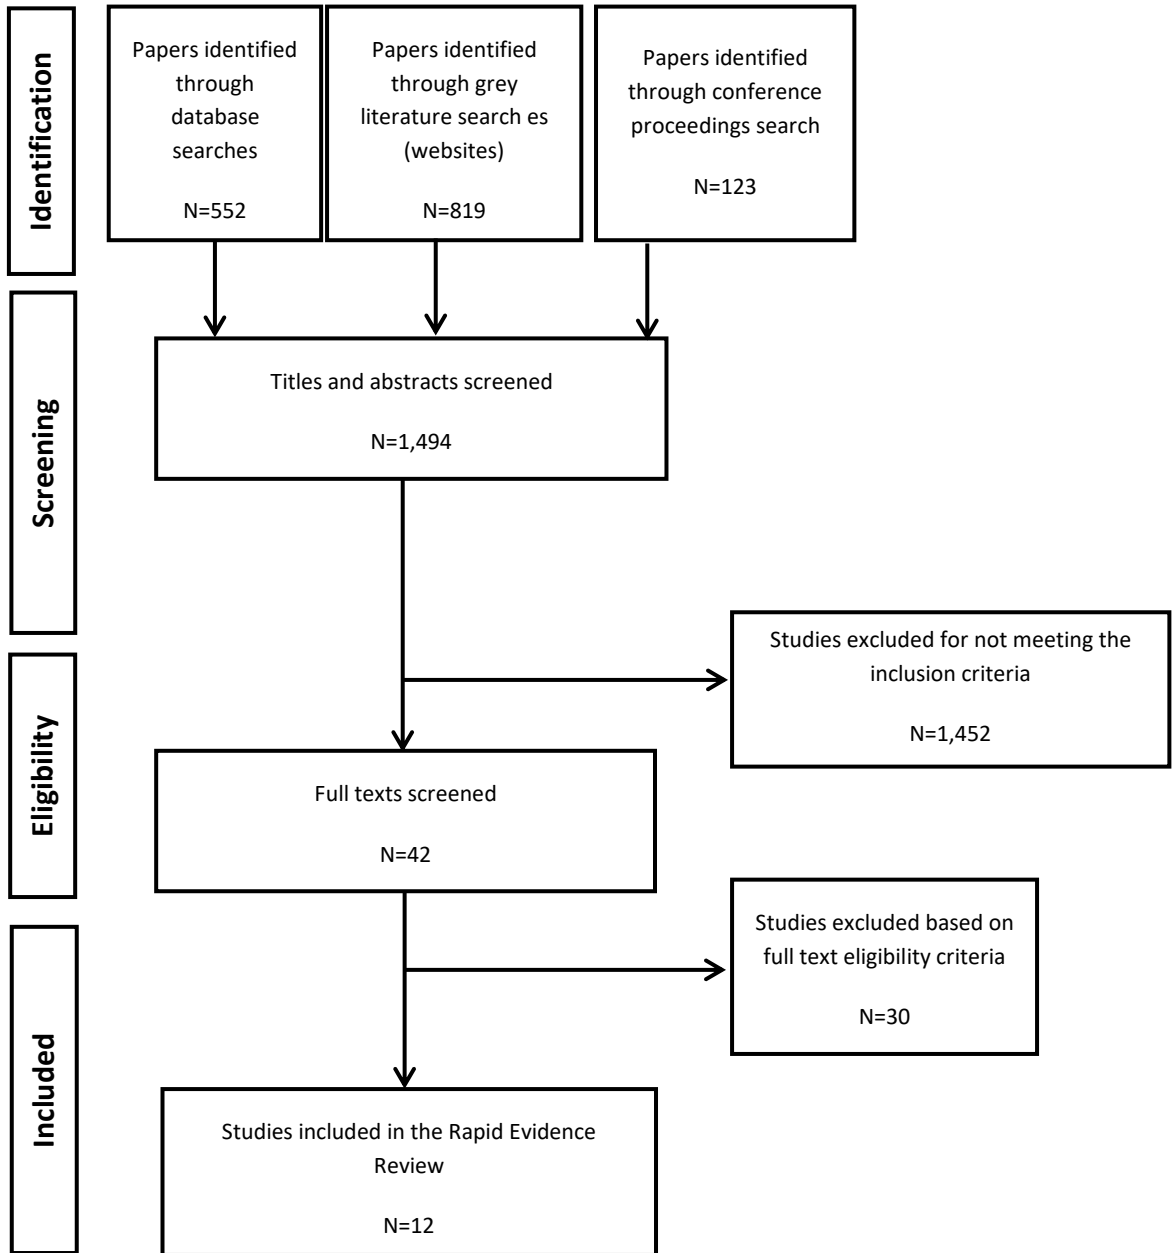 Identification
Papers identified
through
database
searches
N=552
Papers identified
through grey
literature search es
(websites)
N=819
Papers identified
through conference
proceedings search
N=123
Screening
Titles and abstracts screened
N=1,494
Studies excluded for not meeting the
inclusion criteria
N=1,452
Eligibility
Full texts screened
N=42
Studies excluded based on
full text eligibility criteria
N=30
Included
Studies included in the Rapid Evidence
Review
N=12